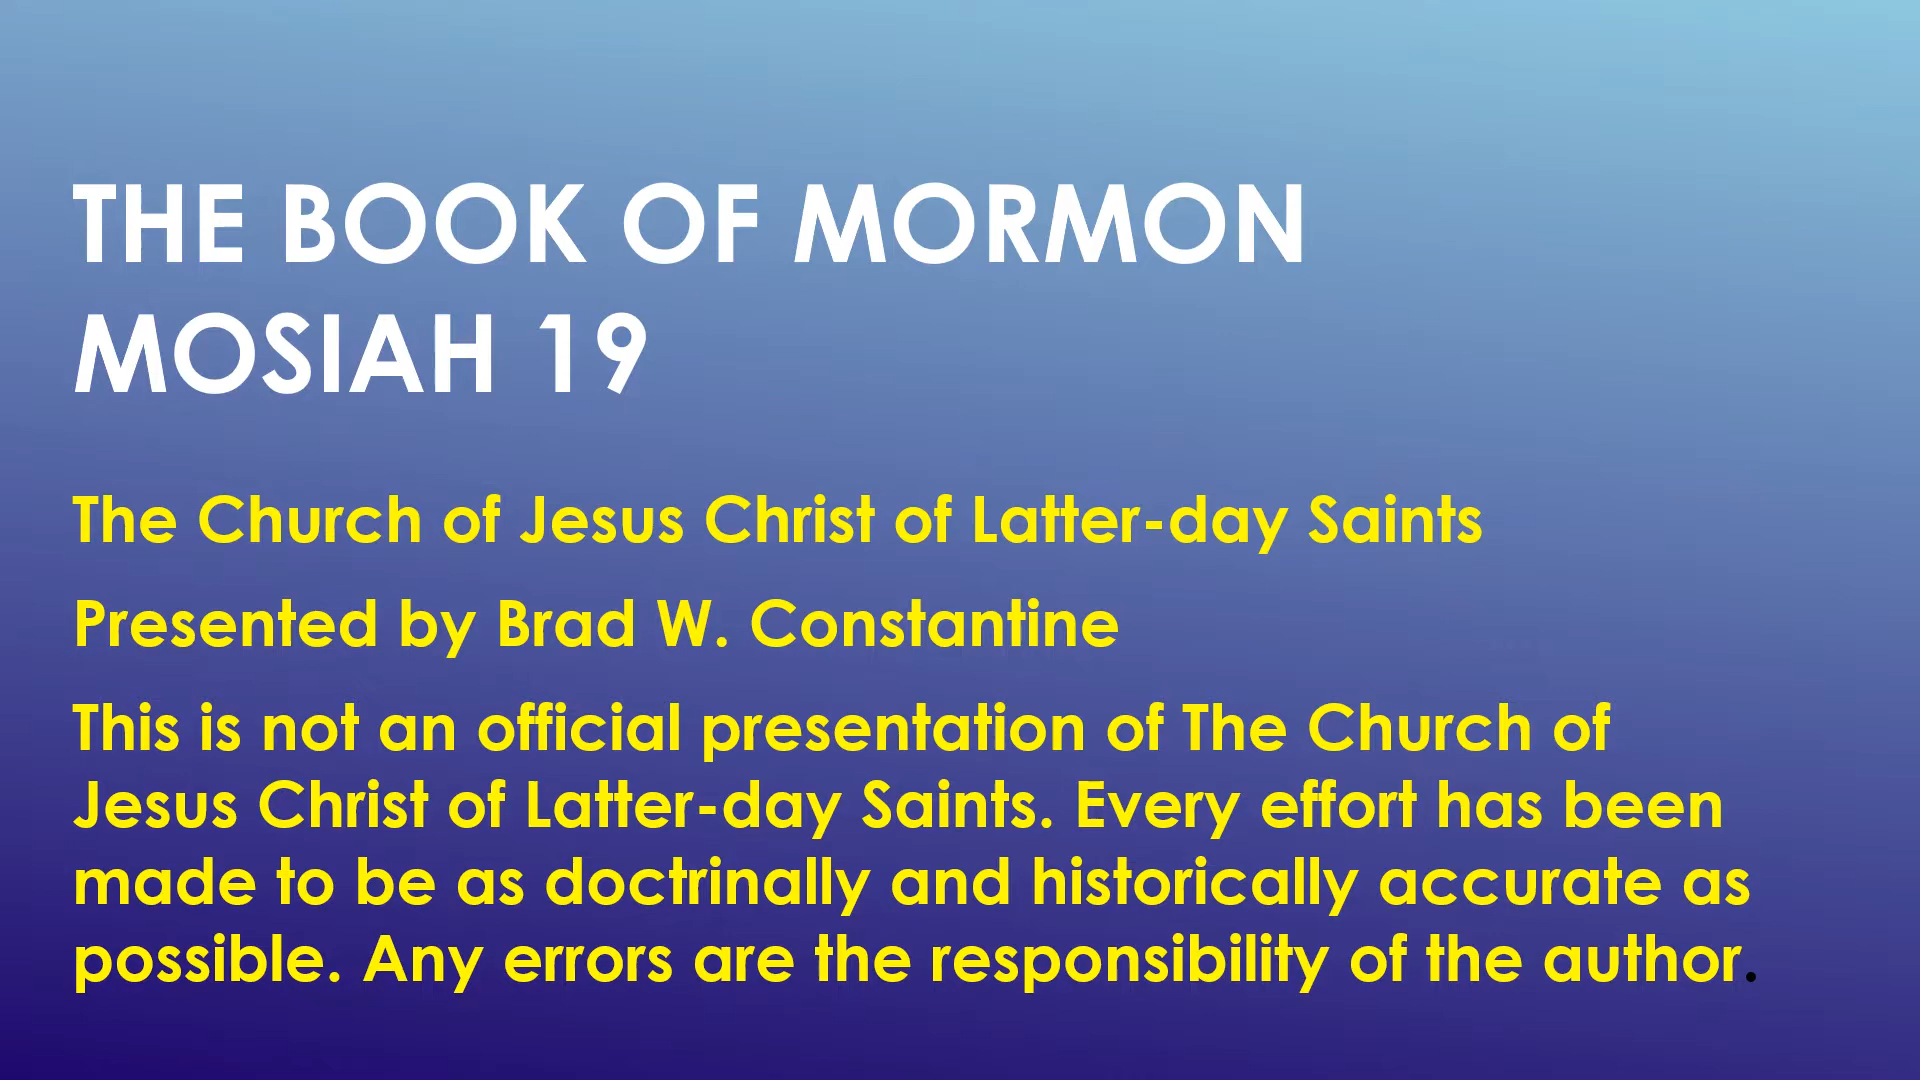 THE BOOK OF MORMON
MOSIAH 19
The Church of Jesus Christ of Latter-day Saints
Presented by Brad W. Constantine
This is not an official presentation of The Church of
Jesus Christ of Latter-day Saints. Every effort has been
made to be as doctrinally and historically accurate as
possible. Any errors are the responsibility of the author.